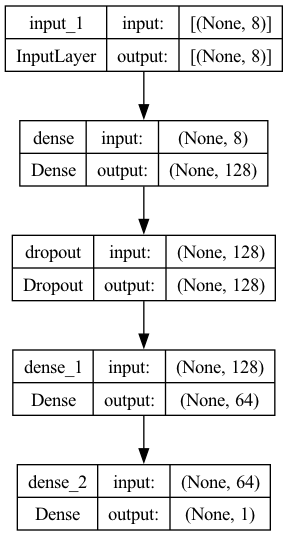 input_1 input: [(None, 8)]
InputLayer output: [(None, 8)]
dense input: (None, 8)
Dense output: (None, 128)
dropout input: (None, 128)
Dropout output: (None, 128)
dense_1 input: (None, 128)
Dense output: (None, 64)
dense_2 input: (None, 64)
Dense output: (None, 1)